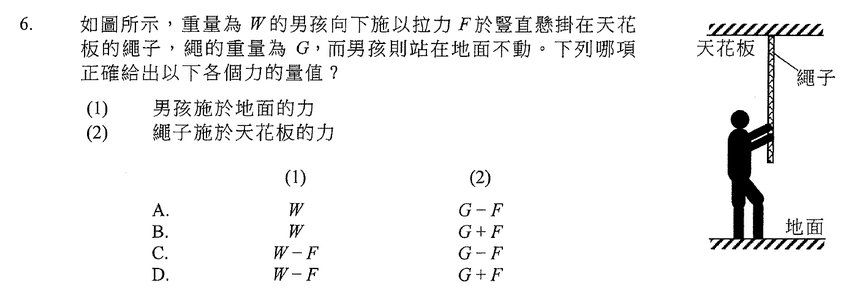 6. 如圖所示，重量為 W 的男孩向下施以拉力 F 於豎直懸掛在天花
板的繩子，繩的重量為 G，而男孩則站在地面不動。下列哪項
正確給出以下各個力的量值？
(1) 男孩施於地面的力
(2) 繩子施於天花板的力
(1) (2)
A. W G − F
B. W G + F
C. W − F G − F
D. W − F G + F
天花板
繩子
地面